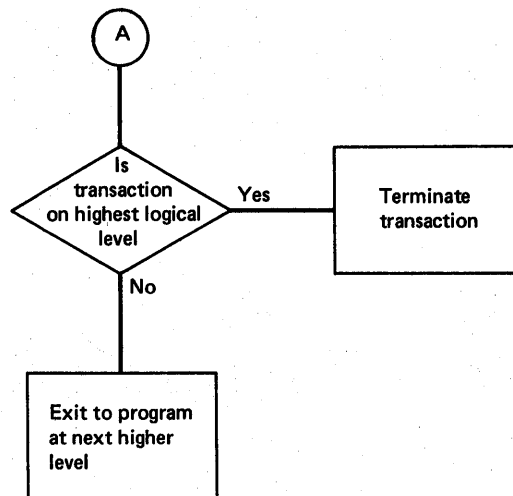 A
Is
transaction
on highest logical
level
Yes
Terminate
transaction
No
Exit to program
at next higher
level